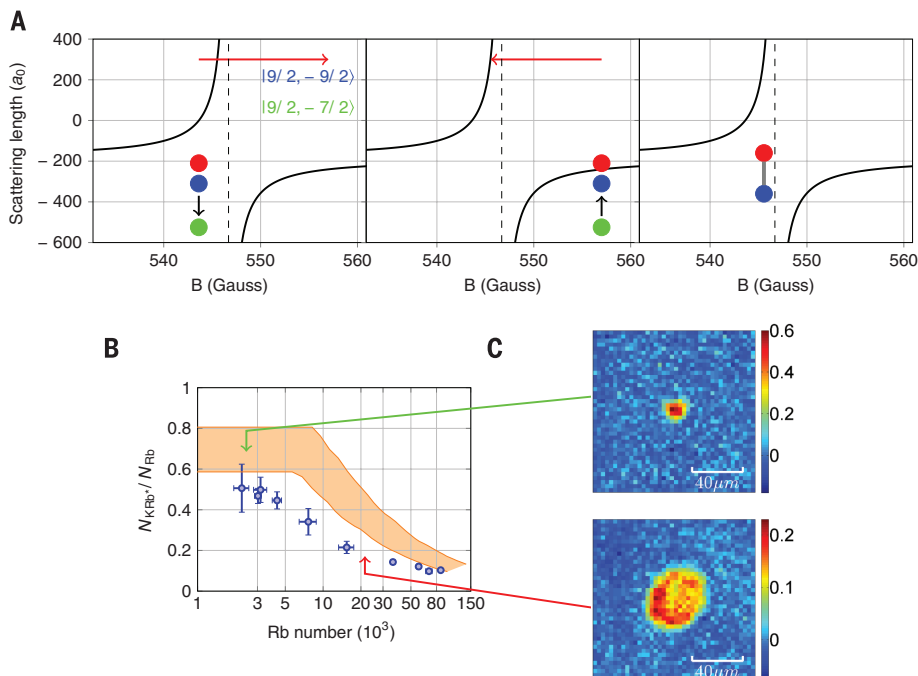 A
Scattering length (a₀)
400
200
0
− 200
− 400
− 600
|9/ 2, − 9/ 2⟩
|9/ 2, − 7/ 2⟩
540
550
560
540
550
560
540
550
560
B (Gauss)
B (Gauss)
B (Gauss)
B
N_KRb*/ N_Rb
1
0.8
0.6
0.4
0.2
0
1
3
5
10
20
30
50
80
150
Rb number (10³)
C
40μm
0.6
0.4
0.2
0
40μm
0.2
0.1
0